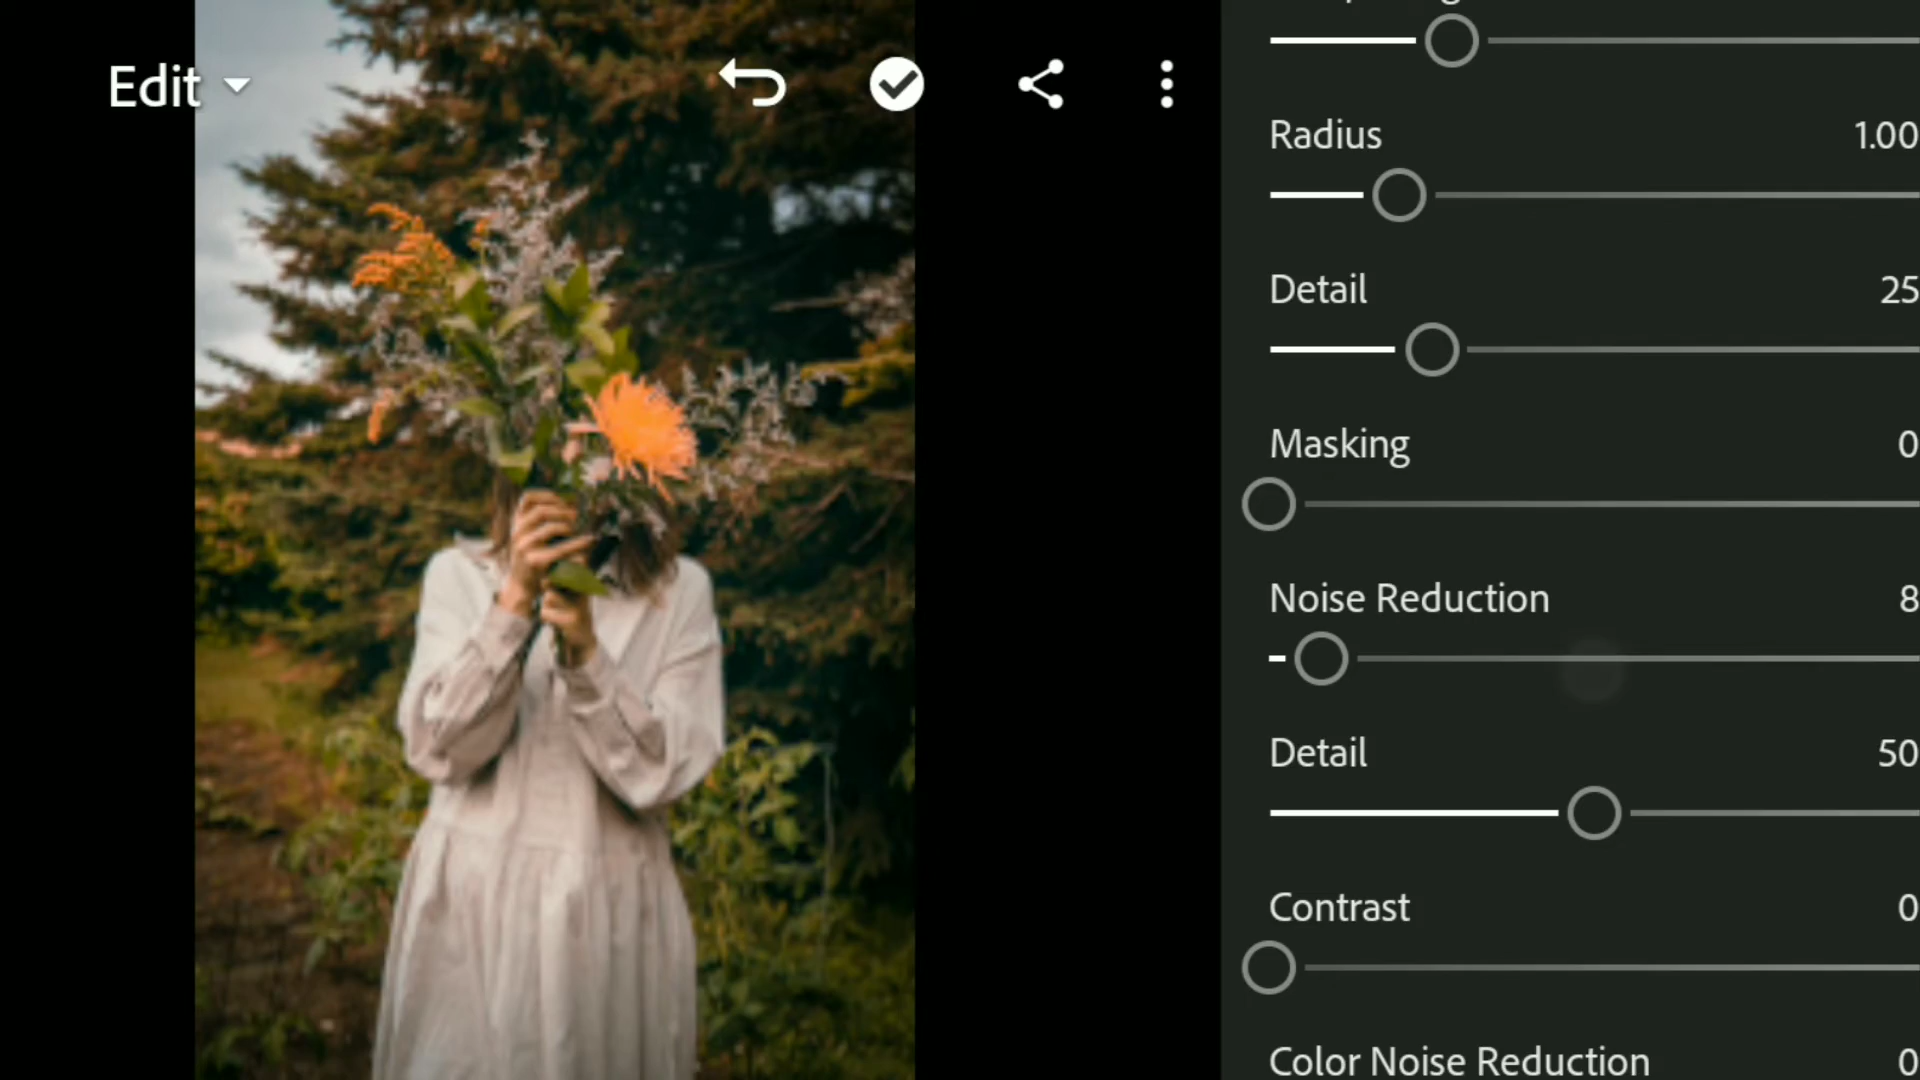 Edit
Radius 1.00
Detail 25
Masking 0
Noise Reduction 8
Detail 50
Contrast 0
Color Noise Reduction 0